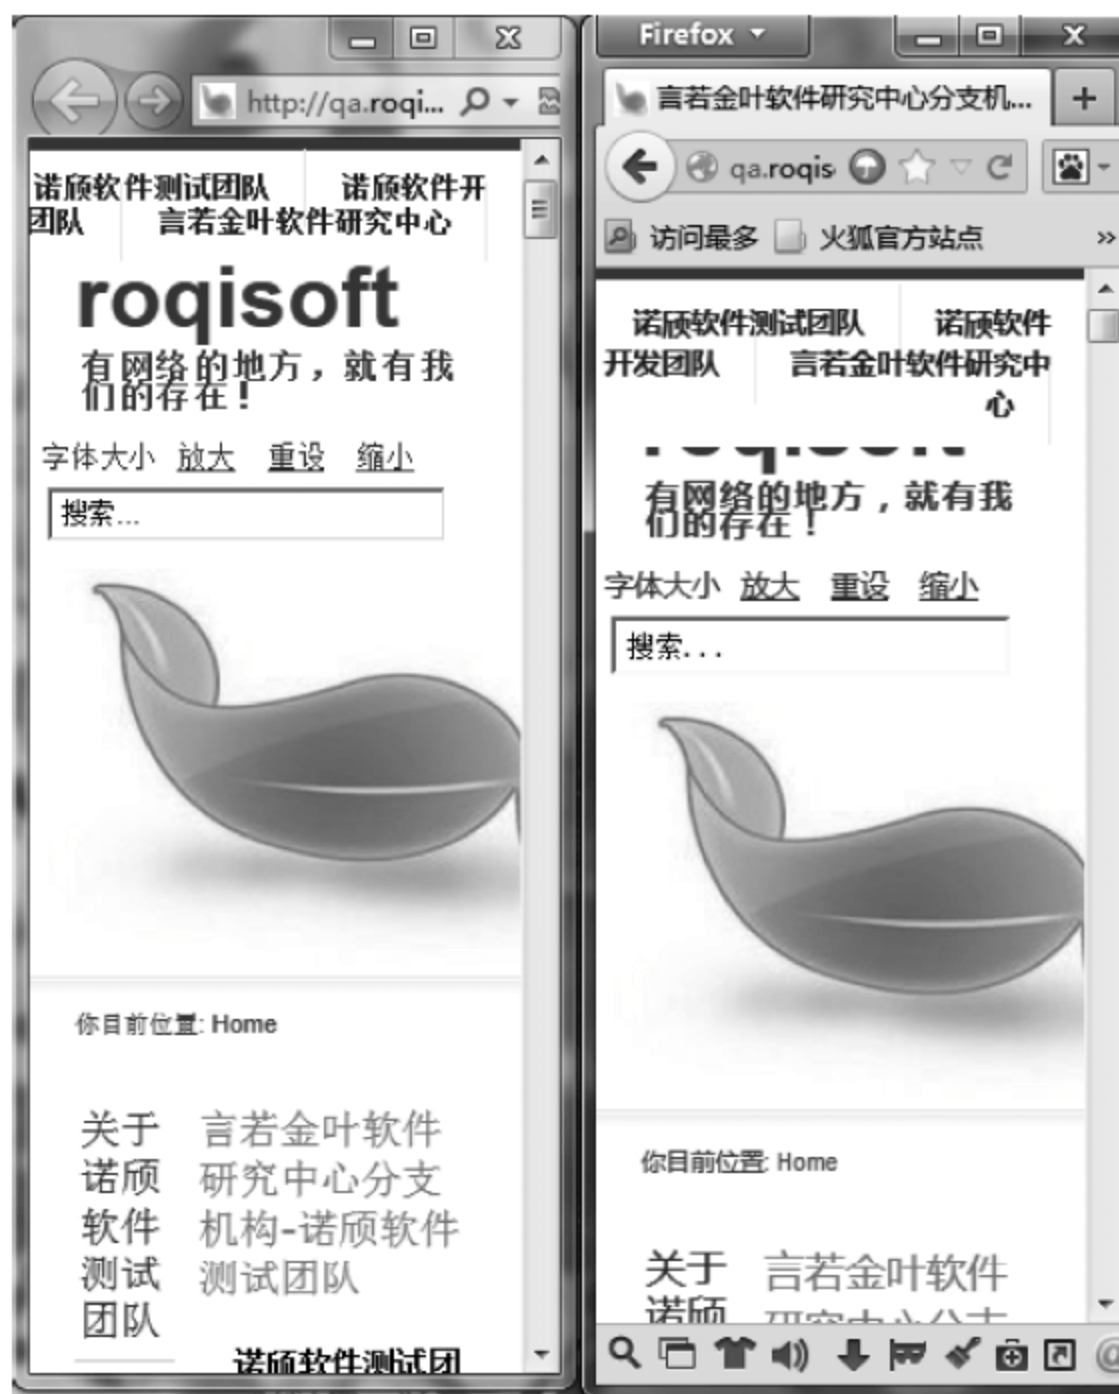 http://qa.roqi...
诺颀软件测试团队 诺颀软件开
团队 言若金叶软件研究中心
roqisoft
有网络的地方，就有我
们的存在！
字体大小 放大 重设 缩小
搜索...
你目前位置: Home
关于
诺颀
软件
测试
团队
言若金叶软件
研究中心分支
机构-诺颀软件
测试团队
诺颀软件测试团
Firefox
言若金叶软件研究中心分支机...
qa.roqis
访问最多 火狐官方站点 »
诺颀软件测试团队 诺颀软件
开发团队 言若金叶软件研究中
心
roqisoft
有网络的地方，就有我
们的存在！
字体大小 放大 重设 缩小
搜索...
你目前位置: Home
关于
诺颀
言若金叶软件
研究中心分支